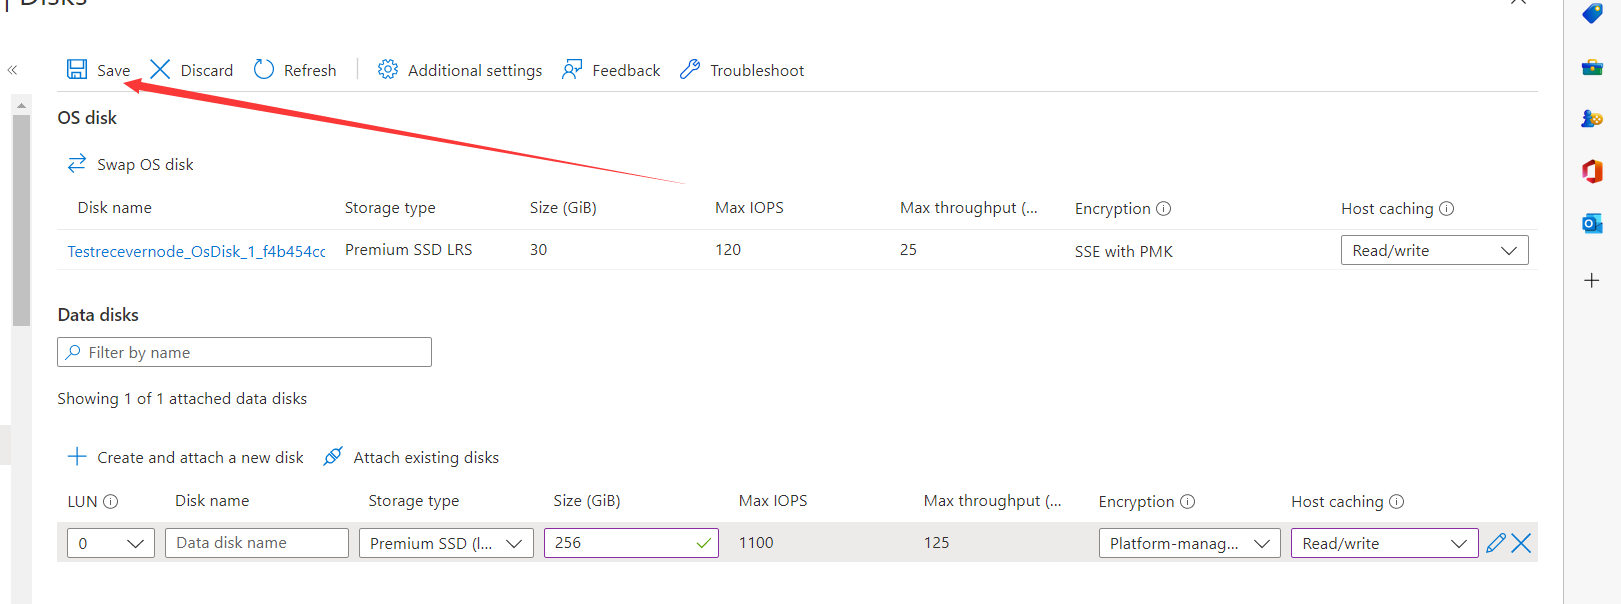 Disks
Save Discard Refresh Additional settings Feedback Troubleshoot
OS disk
Swap OS disk
Disk name Storage type Size (GiB) Max IOPS Max throughput (... Encryption Host caching
Testrecevernode_OsDisk_1_f4b454cc Premium SSD LRS 30 120 25 SSE with PMK Read/write
Data disks
Filter by name
Showing 1 of 1 attached data disks
Create and attach a new disk Attach existing disks
LUN Disk name Storage type Size (GiB) Max IOPS Max throughput (... Encryption Host caching
0 Data disk name Premium SSD (l... 256 1100 125 Platform-manag... Read/write